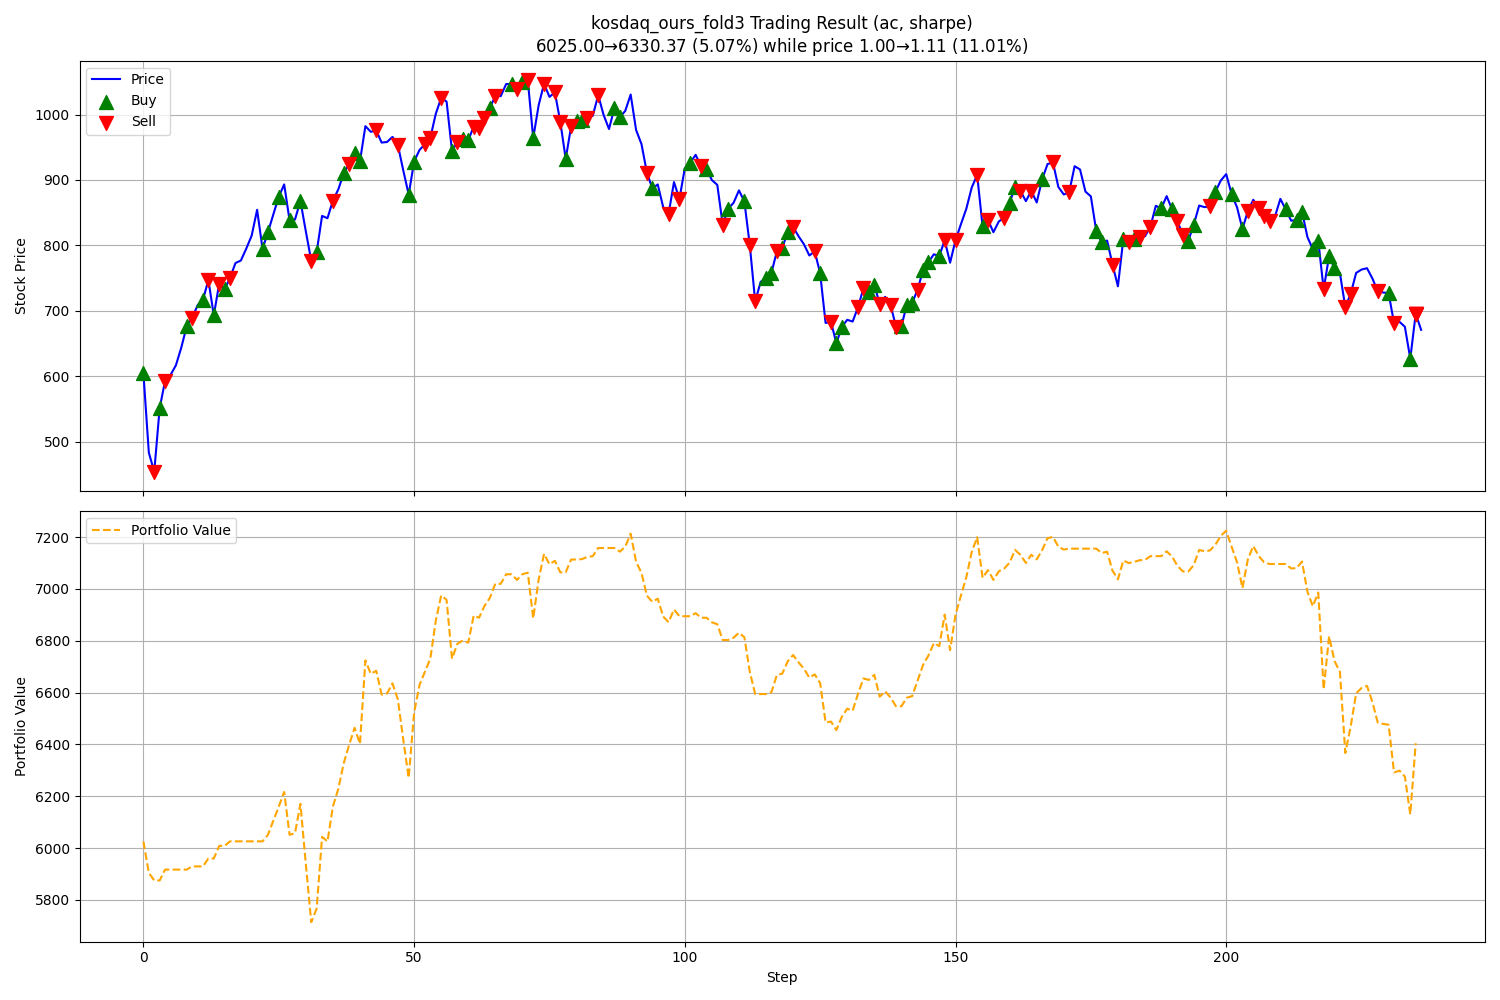 kosdaq_ours_fold3 Trading Result (ac, sharpe)
6025.00→6330.37 (5.07%) while price 1.00→1.11 (11.01%)
Price
Buy
Sell
Stock Price
1000
900
800
700
600
500
Portfolio Value
Portfolio Value
7200
7000
6800
6600
6400
6200
6000
5800
0 50 100 150 200
Step